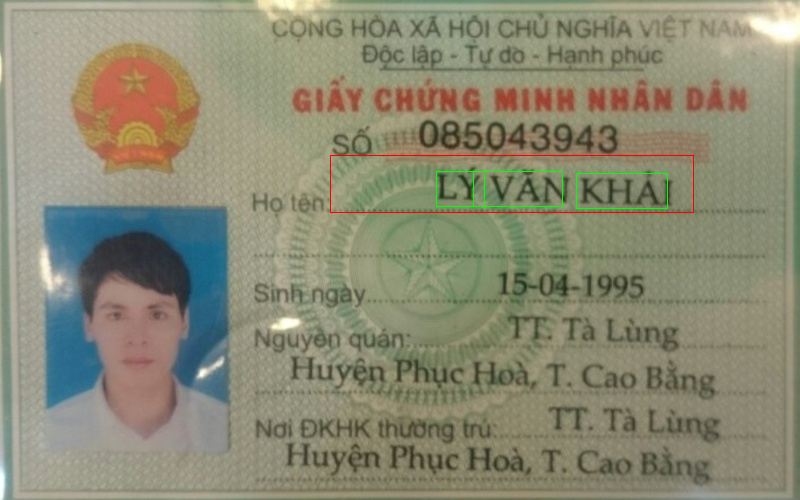 CỘNG HÒA XÃ HỘI CHỦ NGHĨA VIỆT NAM
Độc lập - Tự do - Hạnh phúc
GIẤY CHỨNG MINH NHÂN DÂN
SỐ 085043943
Họ tên: LÝ VĂN KHẢI
Sinh ngày 15-04-1995
Nguyên quán: TT. Tà Lùng
Huyện Phục Hoà, T. Cao Bằng
Nơi ĐKHK thường trú: TT. Tà Lùng
Huyện Phục Hoà, T. Cao Bằng